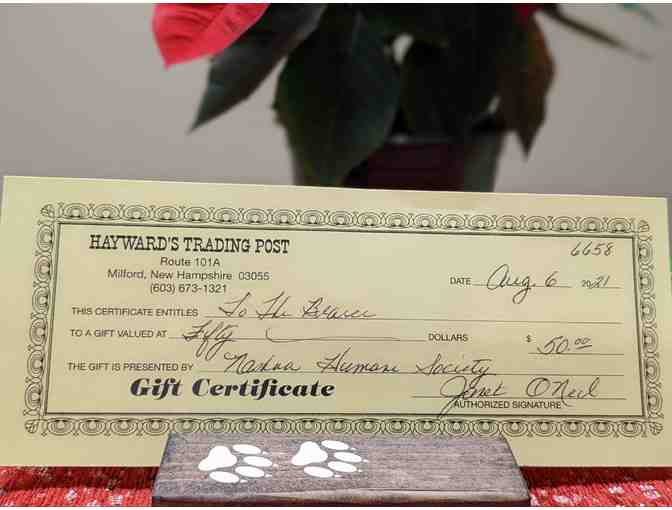 HAYWARD'S TRADING POST
6658
Route 101A
Milford, New Hampshire 03055
(603) 673-1321
DATE Aug. 6 2021
THIS CERTIFICATE ENTITLES To The Bearer
TO A GIFT VALUED AT Fifty DOLLARS $ 50.00
THE GIFT IS PRESENTED BY Nashua Humane Society
Gift Certificate
Janet O'Neil
AUTHORIZED SIGNATURE